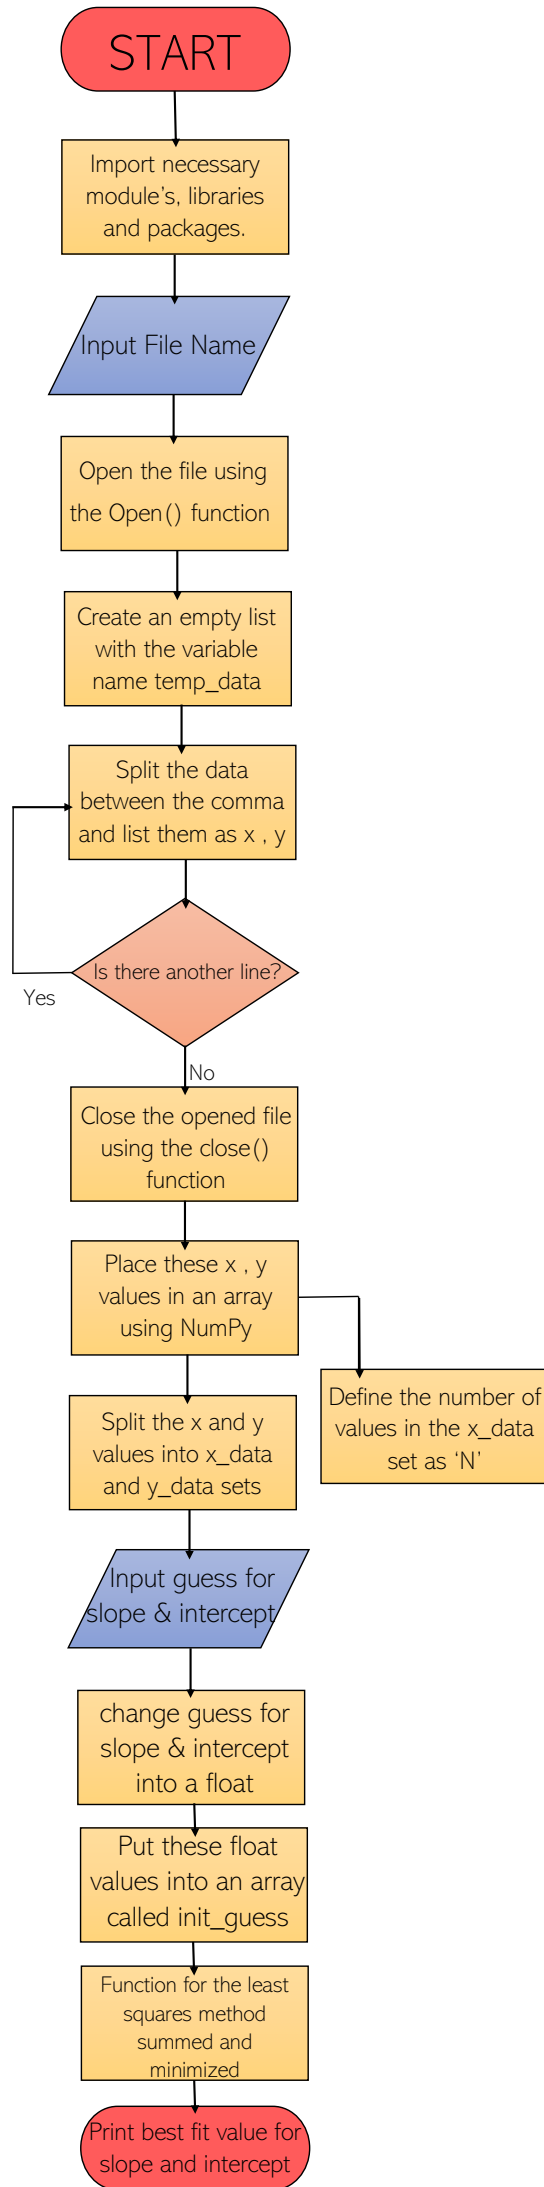 START
Import necessary
module's, libraries
and packages.
Input File Name
Open the file using
the Open() function
Create an empty list
with the variable
name temp_data
Split the data
between the comma
and list them as x , y
Is there another line?
Yes
No
Close the opened file
using the close()
function
Place these x , y
values in an array
using NumPy
Define the number of
values in the x_data
set as ‘N’
Split the x and y
values into x_data
and y_data sets
Input guess for
slope & intercept
change guess for
slope & intercept
into a float
Put these float
values into an array
called init_guess
Function for the least
squares method
summed and
minimized
Print best fit value for
slope and intercept